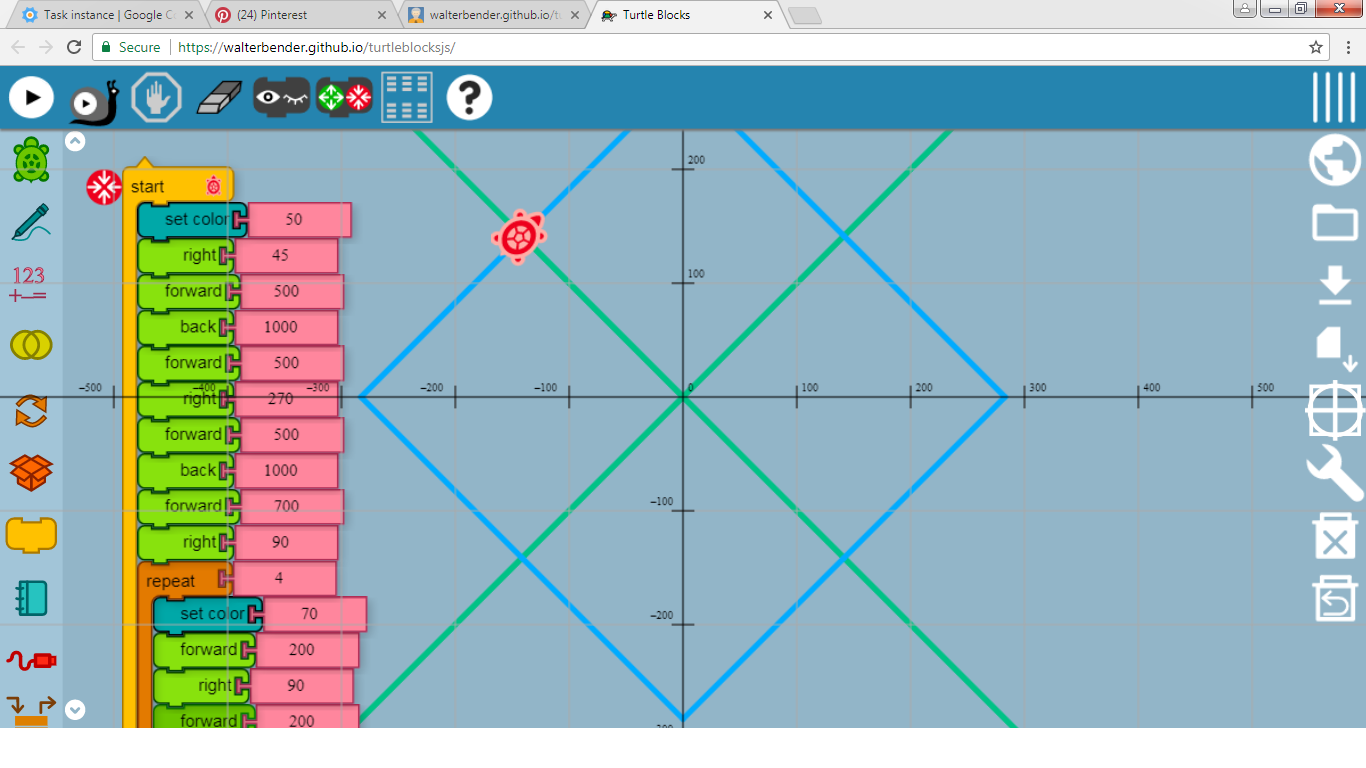 Task instance | Google C
(24) Pinterest
walterbender.github.io/tu
Turtle Blocks
Secure
https://walterbender.github.io/turtleblocksjs/
?
123
+−=
start
set color 50
right 45
forward 500
back 1000
forward 500
right 270
forward 500
back 1000
forward 700
right 90
repeat 4
set color 70
forward 200
right 90
forward 200
200
100
−500 −400 −300 −200 −100 0 100 200 300 400 500
−100
−200